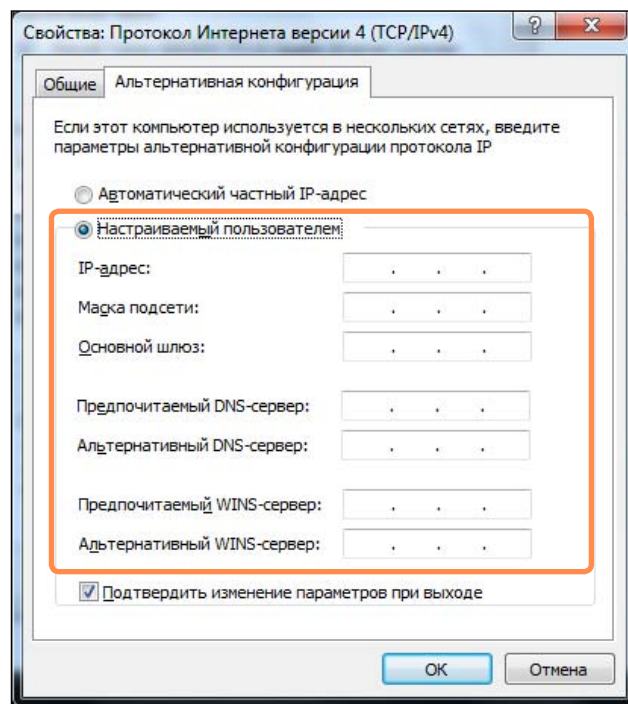 Свойства: Протокол Интернета версии 4 (TCP/IPv4)
Общие
Альтернативная конфигурация
Если этот компьютер используется в нескольких сетях, введите
параметры альтернативной конфигурации протокола IP
Автоматический частный IP-адрес
Настраиваемый пользователем
IP-адрес:
Маска подсети:
Основной шлюз:
Предпочитаемый DNS-сервер:
Альтернативный DNS-сервер:
Предпочитаемый WINS-сервер:
Альтернативный WINS-сервер:
Подтвердить изменение параметров при выходе
ОК
Отмена